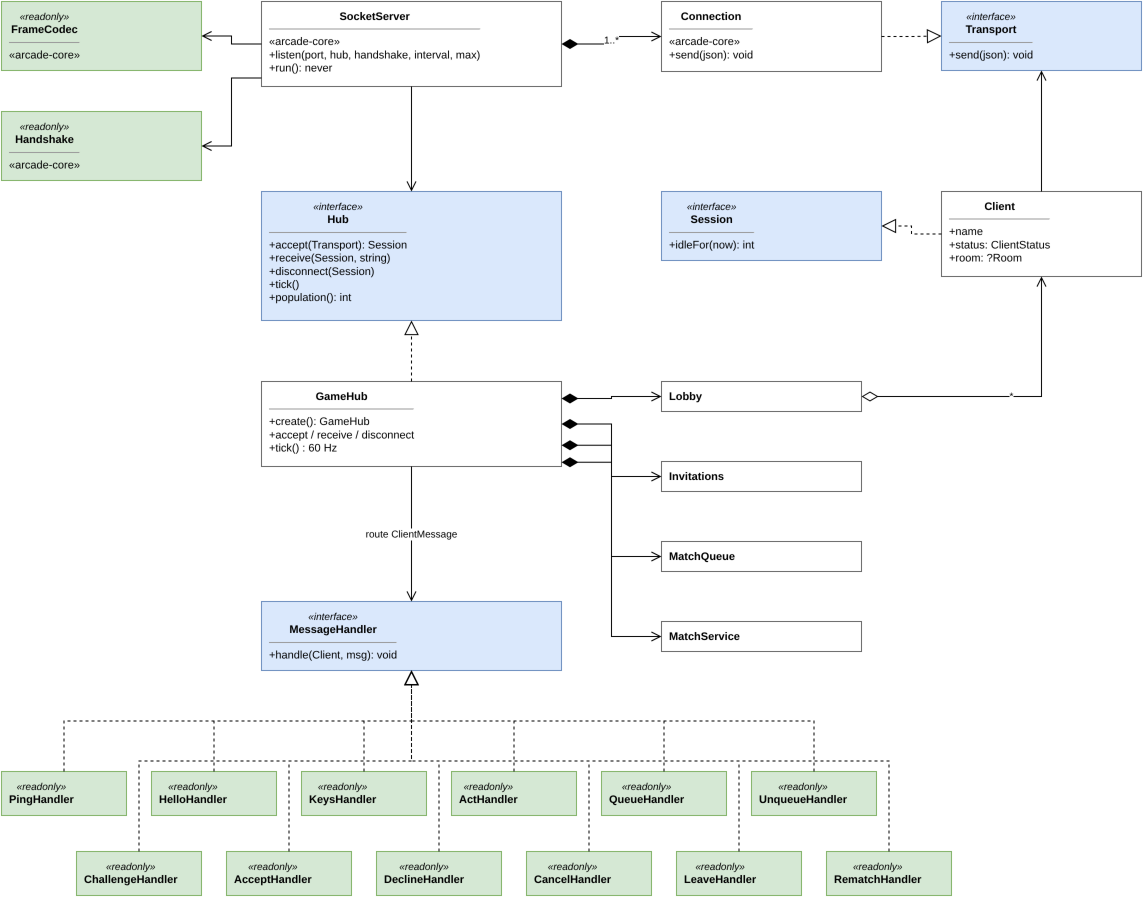 «readonly»
FrameCodec
«arcade-core»
SocketServer
«arcade-core»
+listen(port, hub, handshake, interval, max)
+run(): never
1..*
Connection
«arcade-core»
+send(json): void
«interface»
Transport
+send(json): void
«readonly»
Handshake
«arcade-core»
«interface»
Hub
+accept(Transport): Session
+receive(Session, string)
+disconnect(Session)
+tick()
+population(): int
«interface»
Session
+idleFor(now): int
Client
+name
+status: ClientStatus
+room: ?Room
GameHub
+create(): GameHub
+accept / receive / disconnect
+tick() : 60 Hz
Lobby
*
Invitations
MatchQueue
MatchService
route ClientMessage
«interface»
MessageHandler
+handle(Client, msg): void
«readonly»
PingHandler
«readonly»
HelloHandler
«readonly»
KeysHandler
«readonly»
ActHandler
«readonly»
QueueHandler
«readonly»
UnqueueHandler
«readonly»
ChallengeHandler
«readonly»
AcceptHandler
«readonly»
DeclineHandler
«readonly»
CancelHandler
«readonly»
LeaveHandler
«readonly»
RematchHandler